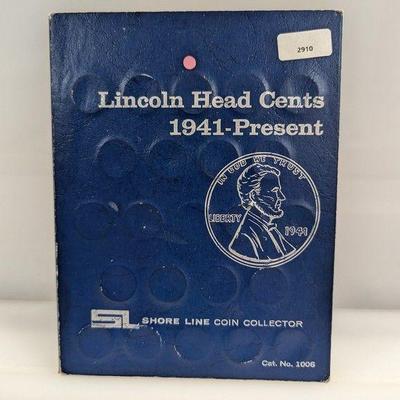 2910
Lincoln Head Cents
1941-Present
IN GOD WE TRUST
LIBERTY
1941
SL SHORE LINE COIN COLLECTOR
Cat. No. 1006